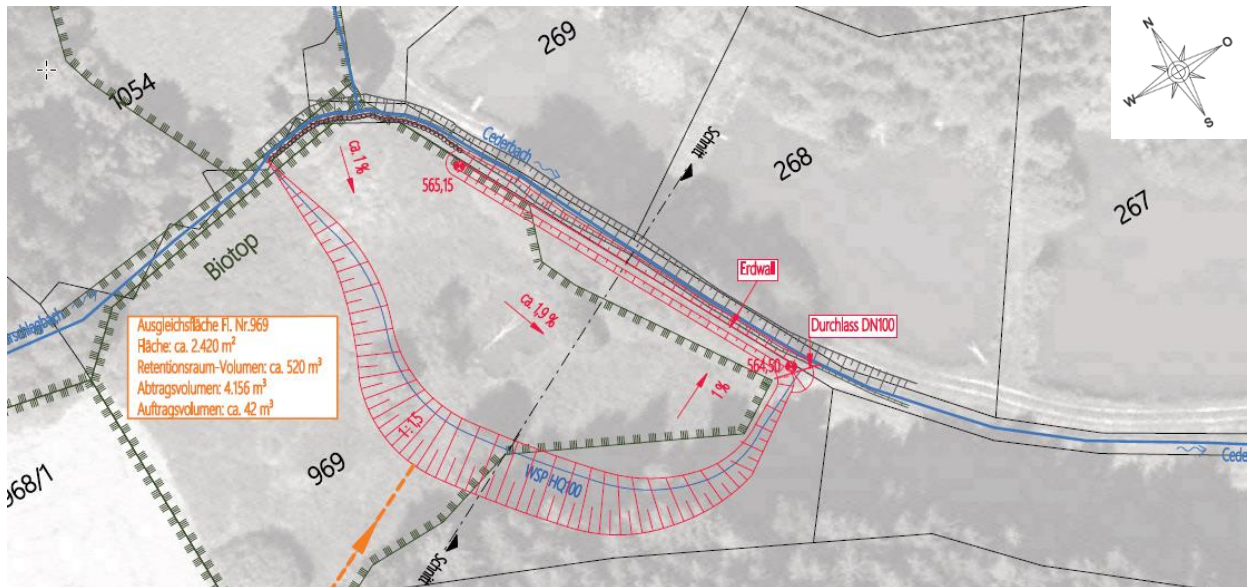 269
N
O
W
S
1054
Cederbach
Schnitt
268
ca. 1 %
565,15
267
Biotop
Erdwall
ca. 1,9 %
Durchlass DN100
Ausgleichsfläche Fl. Nr.969
Fläche: ca. 2.420 m²
Retentionsraum-Volumen: ca. 520 m³
Abtragsvolumen: 4.156 m³
Auftragsvolumen: ca. 42 m³
564,50
1 %
1:1,5
969
WSP HQ100
968/1
Schnitt